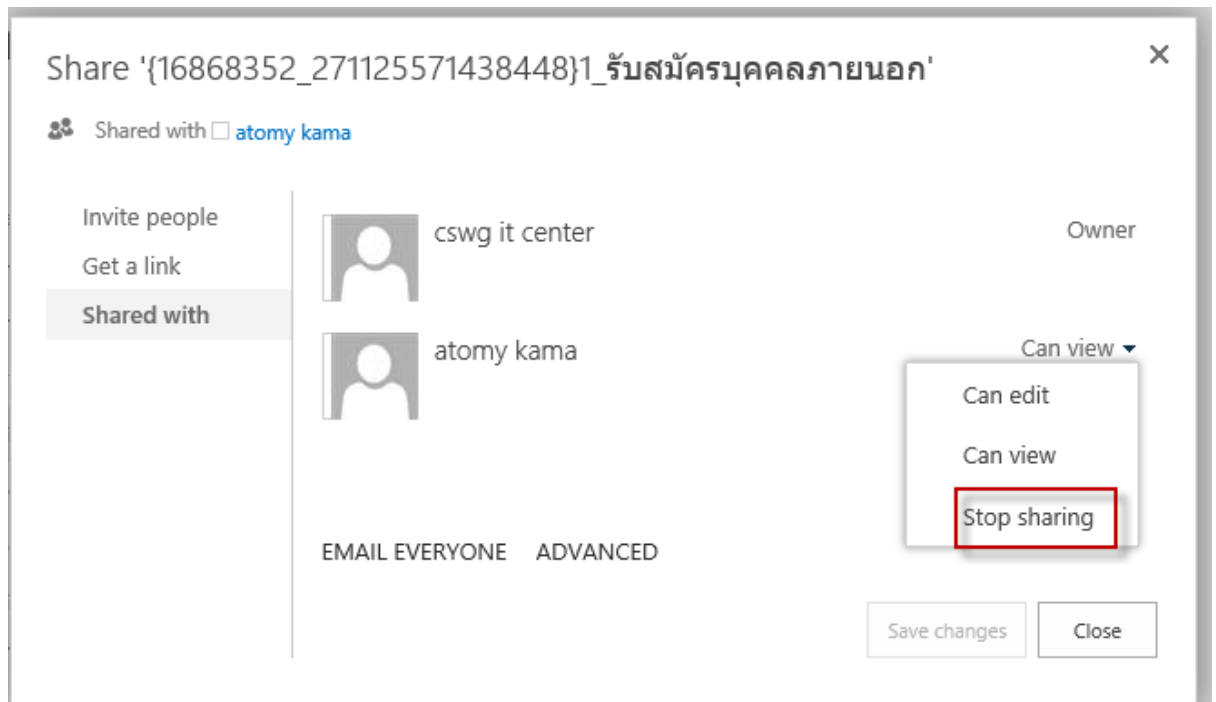 Share '{16868352_271125571438448}1_รับสมัครบุคคลภายนอก'
Shared with atomy kama
Invite people
Get a link
Shared with
cswg it center
Owner
atomy kama
Can view
Can edit
Can view
Stop sharing
EMAIL EVERYONE ADVANCED
Save changes
Close